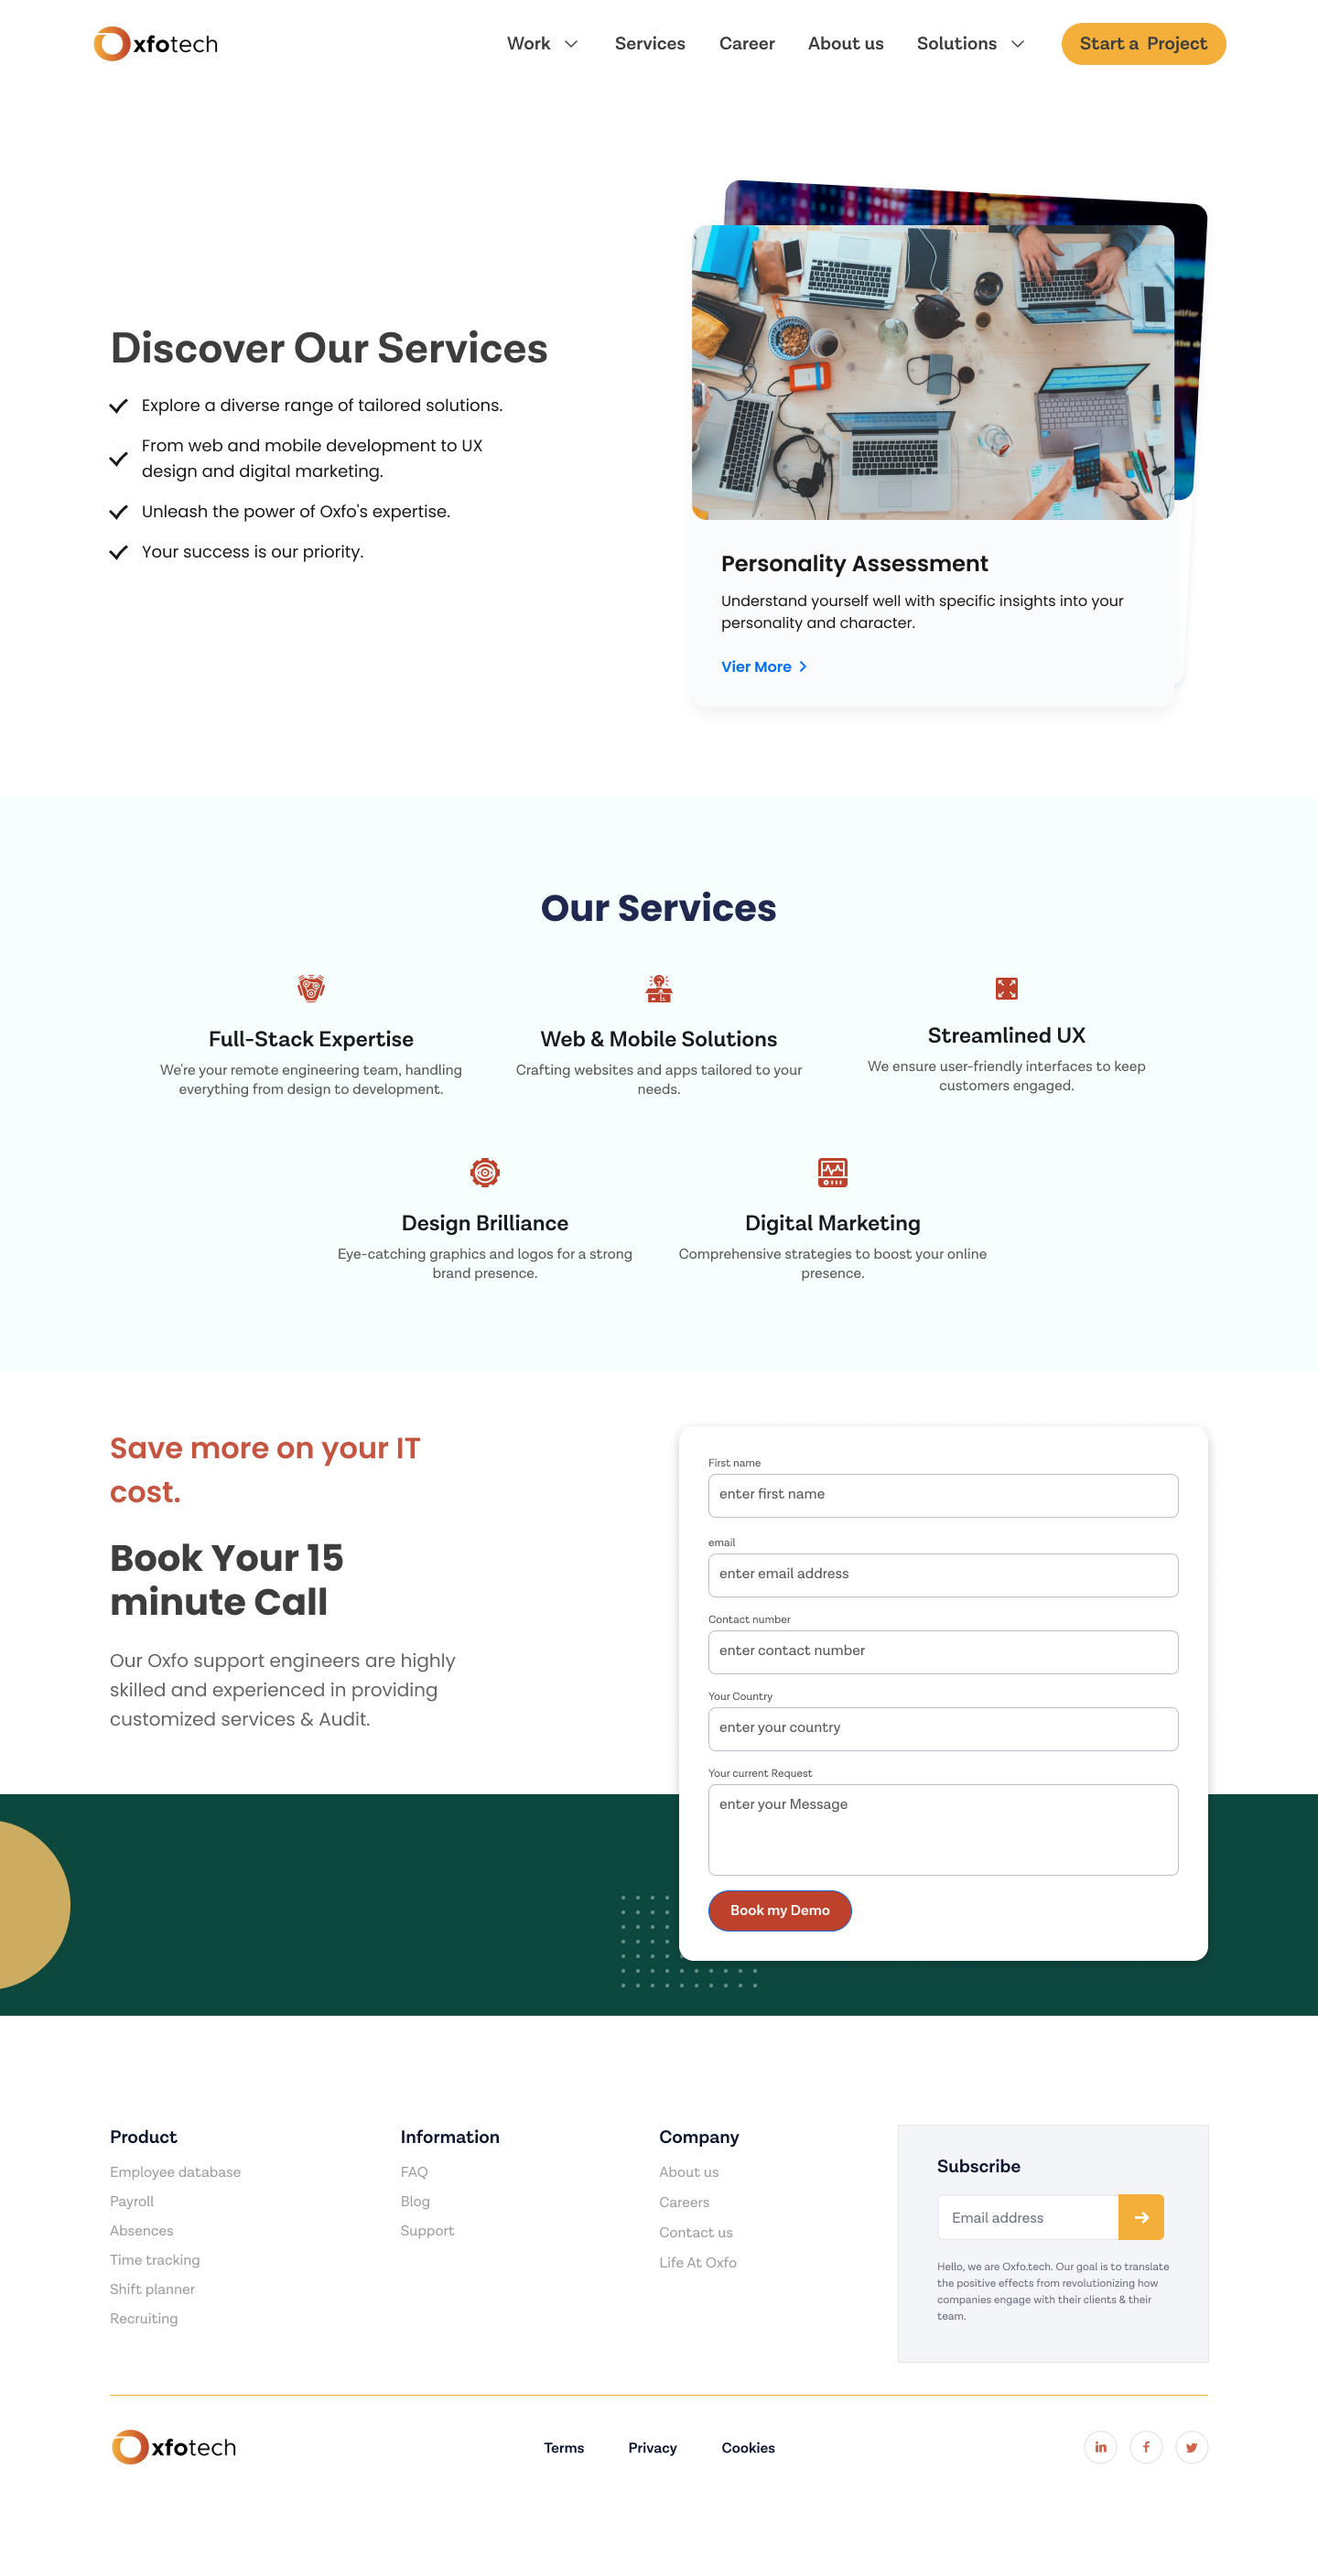 Oxfotech
Work
Services
Career
About us
Solutions
Start a Project
Discover Our Services
Explore a diverse range of tailored solutions.
From web and mobile development to UX
design and digital marketing.
Unleash the power of Oxfo's expertise.
Your success is our priority.
Personality Assessment
Understand yourself well with specific insights into your
personality and character.
Vier More
Our Services
Full-Stack Expertise
We're your remote engineering team, handling
everything from design to development.
Web & Mobile Solutions
Crafting websites and apps tailored to your
needs.
Streamlined UX
We ensure user-friendly interfaces to keep
customers engaged.
Design Brilliance
Eye-catching graphics and logos for a strong
brand presence.
Digital Marketing
Comprehensive strategies to boost your online
presence.
Save more on your IT
cost.
Book Your 15
minute Call
Our Oxfo support engineers are highly
skilled and experienced in providing
customized services & Audit.
First name
enter first name
email
enter email address
Contact number
enter contact number
Your Country
enter your country
Your current Request
enter your Message
Book my Demo
Product
Employee database
Payroll
Absences
Time tracking
Shift planner
Recruiting
Information
FAQ
Blog
Support
Company
About us
Careers
Contact us
Life At Oxfo
Subscribe
Email address
Hello, we are Oxfo.tech. Our goal is to translate
the positive effects from revolutionizing how
companies engage with their clients & their
team.
Oxfotech
Terms
Privacy
Cookies